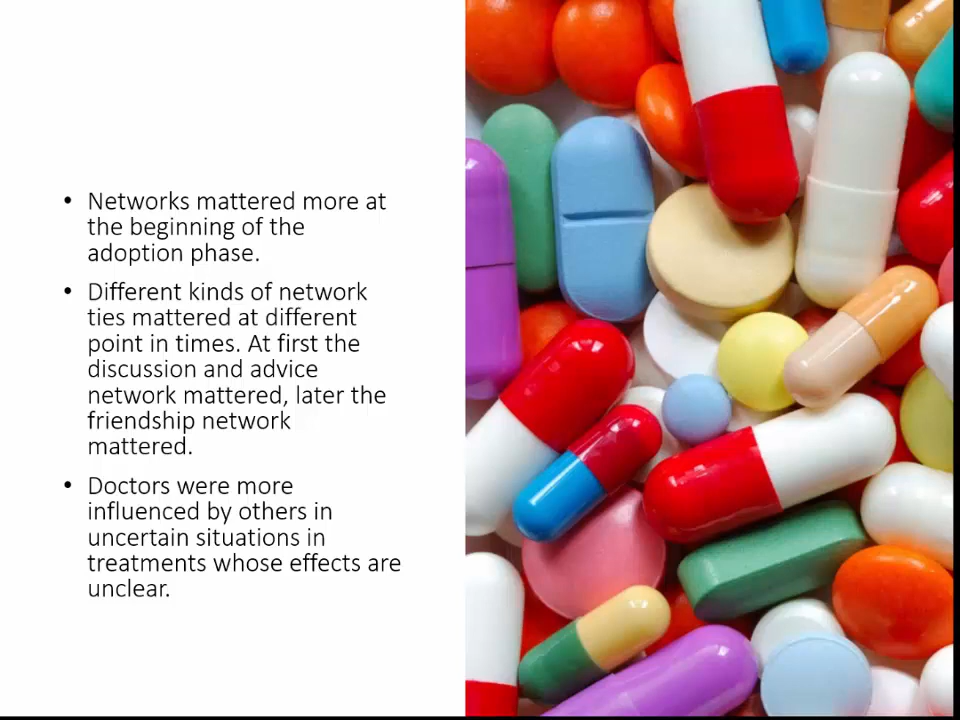 • Networks mattered more at
the beginning of the
adoption phase.
• Different kinds of network
ties mattered at different
point in times. At first the
discussion and advice
network mattered, later the
friendship network
mattered.
• Doctors were more
influenced by others in
uncertain situations in
treatments whose effects are
unclear.